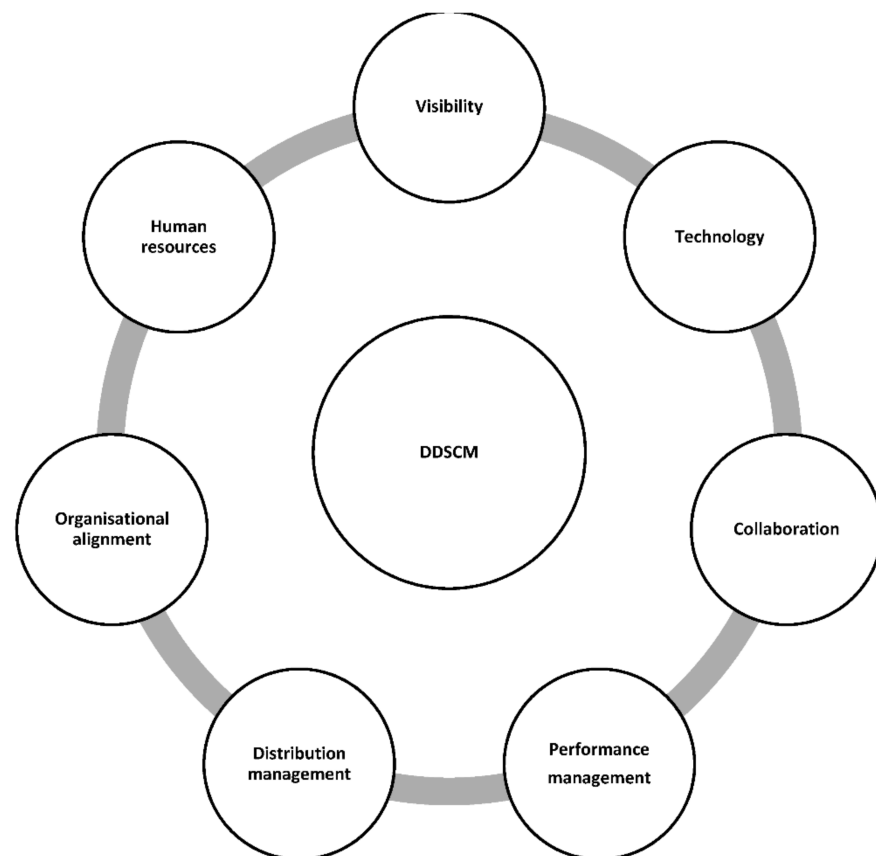 Visibility
Human
resources
Technology
DDSCM
Organisational
alignment
Collaboration
Distribution
management
Performance
management